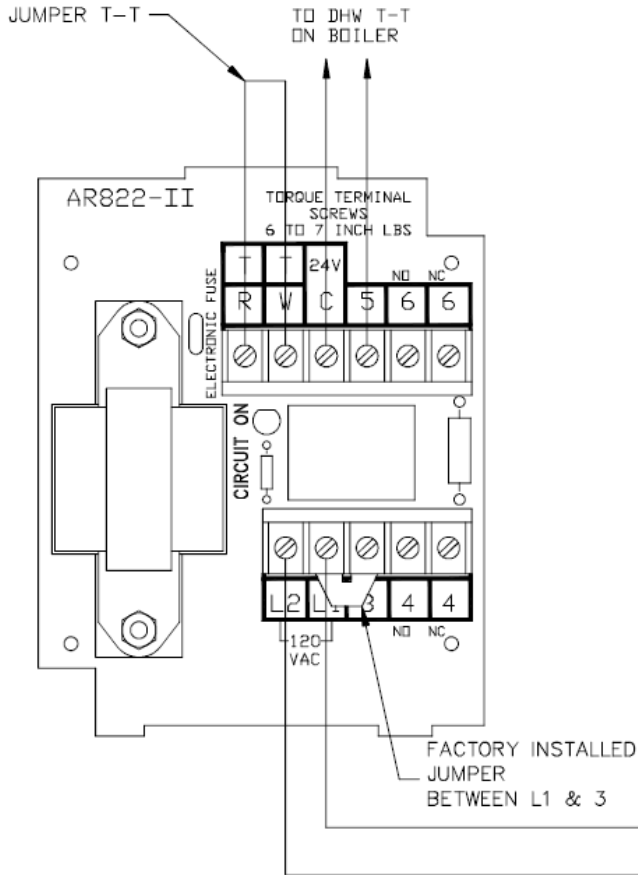 JUMPER T-T
TO DHW T-T
ON BOILER
AR822-II
TORQUE TERMINAL
SCREWS
6 TO 7 INCH LBS
T T 24V
NO NC
R W C 5 6 6
ELECTRONIC FUSE
CIRCUIT ON
L2 L1 3 4 4
NO NC
120
VAC
FACTORY INSTALLED
JUMPER
BETWEEN L1 & 3